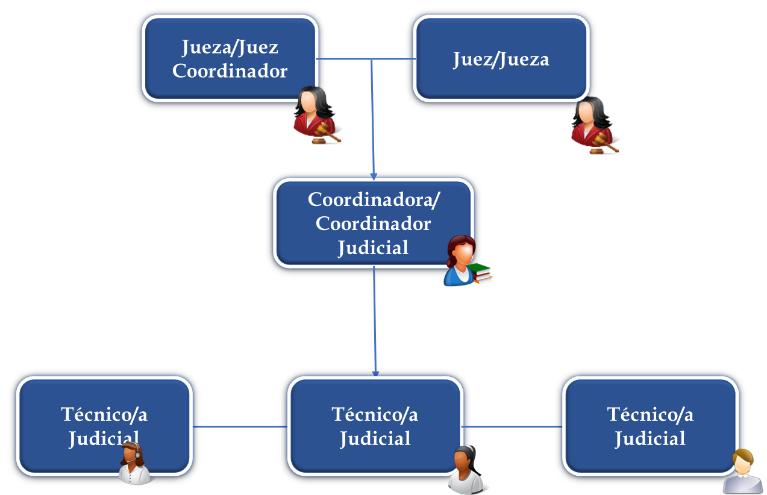 Jueza/Juez
Coordinador
Juez/Jueza
Coordinadora/
Coordinador
Judicial
Técnico/a
Judicial
Técnico/a
Judicial
Técnico/a
Judicial